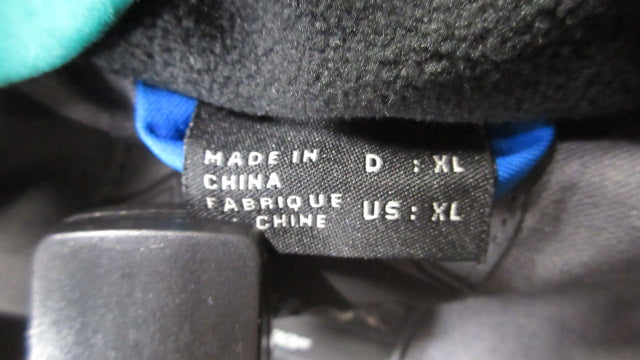 MADE IN
CHINA
FABRIQUE
CHINE
D : XL
US : XL